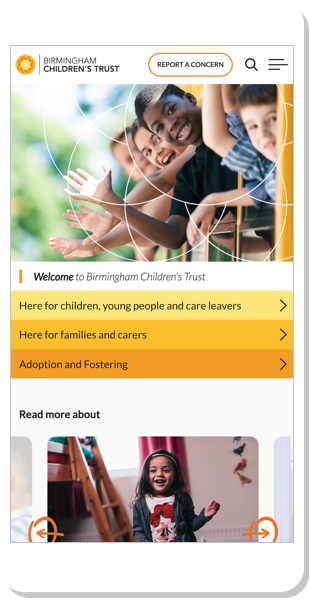 BIRMINGHAM
CHILDREN'S TRUST
REPORT A CONCERN
Welcome to Birmingham Children's Trust
Here for children, young people and care leavers
Here for families and carers
Adoption and Fostering
Read more about